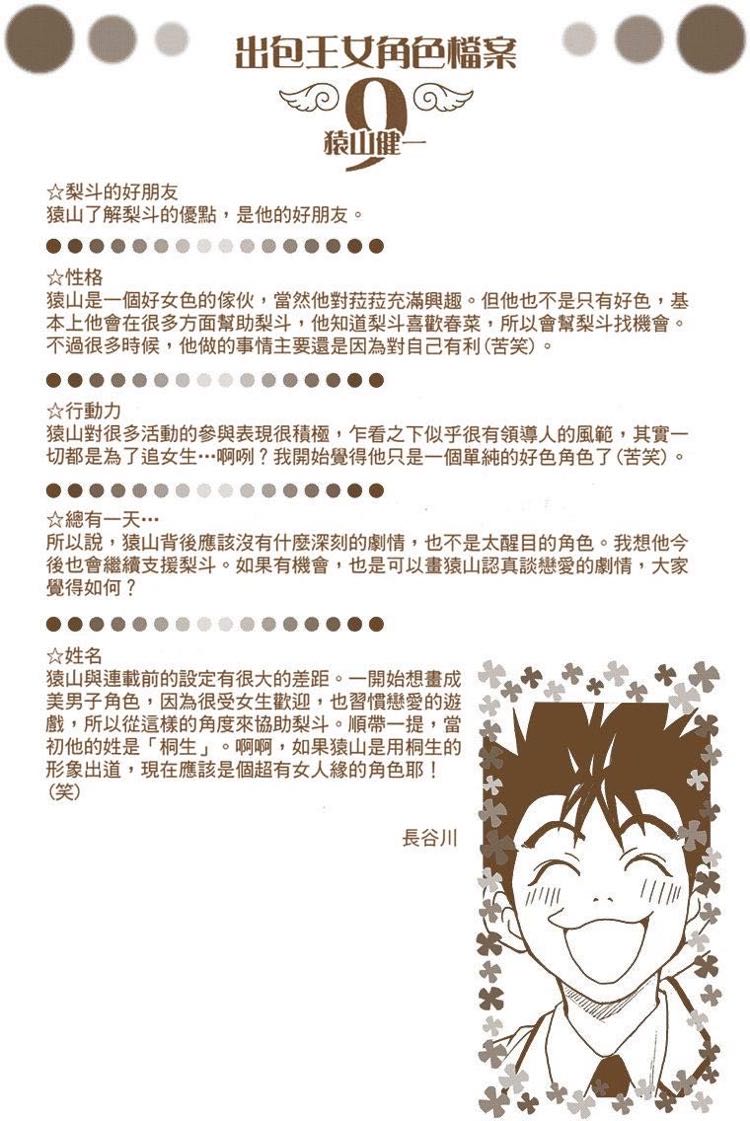 出包王女角色檔案
9
猿山健一
☆梨斗的好朋友
猿山了解梨斗的優點，是他的好朋友。
☆性格
猿山是一個好女色的傢伙，當然他對菈菈充滿興趣。但他也不是只有好色，基
本上他會在很多方面幫助梨斗，他知道梨斗喜歡春菜，所以會幫梨斗找機會。
不過很多時候，他做的事情主要還是因為對自己有利(苦笑)。
☆行動力
猿山對很多活動的參與表現很積極，乍看之下似乎很有領導人的風範，其實一
切都是為了追女生…啊咧？我開始覺得他只是一個單純的好色角色了(苦笑)。
☆總有一天…
所以說，猿山背後應該沒有什麼深刻的劇情，也不是太醒目的角色。我想他今
後也會繼續支援梨斗。如果有機會，也是可以畫猿山認真談戀愛的劇情，大家
覺得如何？
☆姓名
猿山與連載前的設定有很大的差距。一開始想畫成
美男子角色，因為很受女生歡迎，也習慣戀愛的遊
戲，所以從這樣的角度來協助梨斗。順帶一提，當
初他的姓是「桐生」。啊啊，如果猿山是用桐生的
形象出道，現在應該是個超有女人緣的角色耶！
(笑)
長谷川